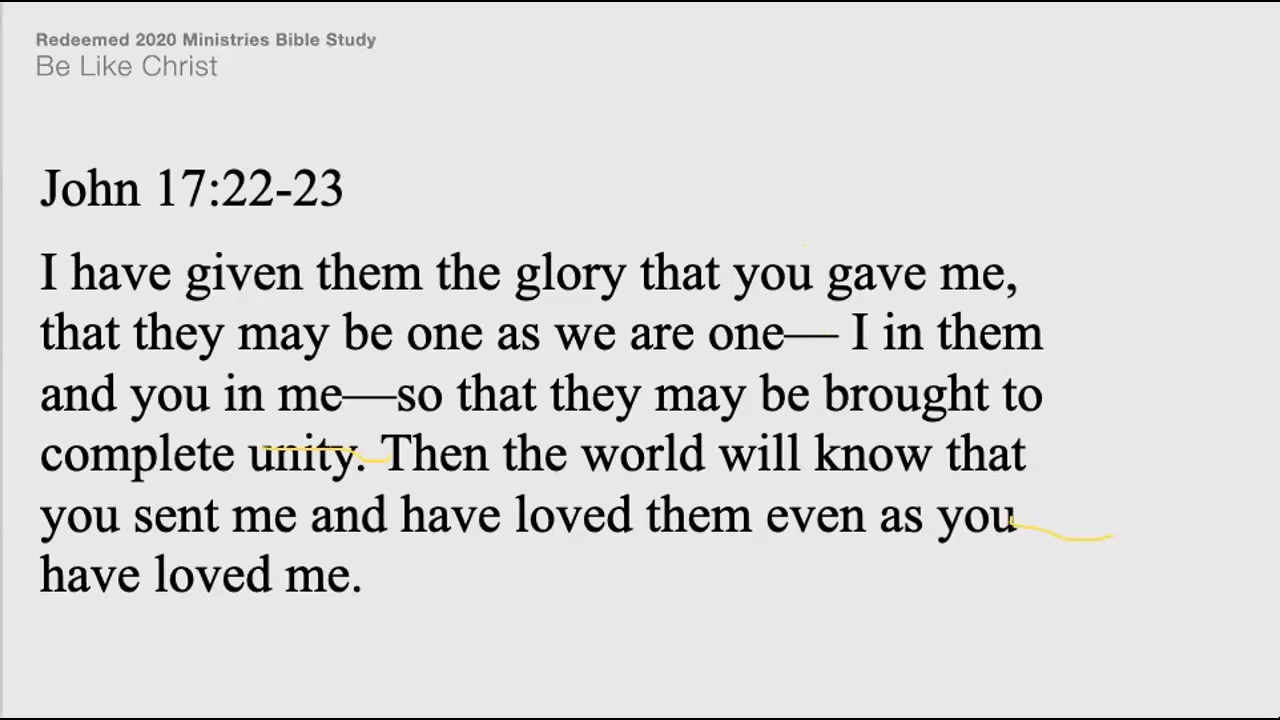 Redeemed 2020 Ministries Bible Study
Be Like Christ
John 17:22-23
I have given them the glory that you gave me,
that they may be one as we are one— I in them
and you in me—so that they may be brought to
complete unity. Then the world will know that
you sent me and have loved them even as you
have loved me.